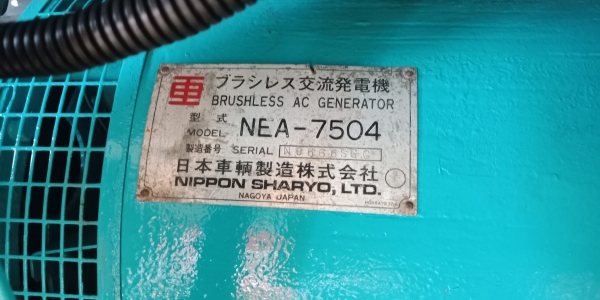 車 ブラシレス交流発電機
BRUSHLESS AC GENERATOR
型式
MODEL NEA-7504
製造番号 SERIAL
日本車輌製造株式会社
NIPPON SHARYO, LTD.
NAGOYA JAPAN